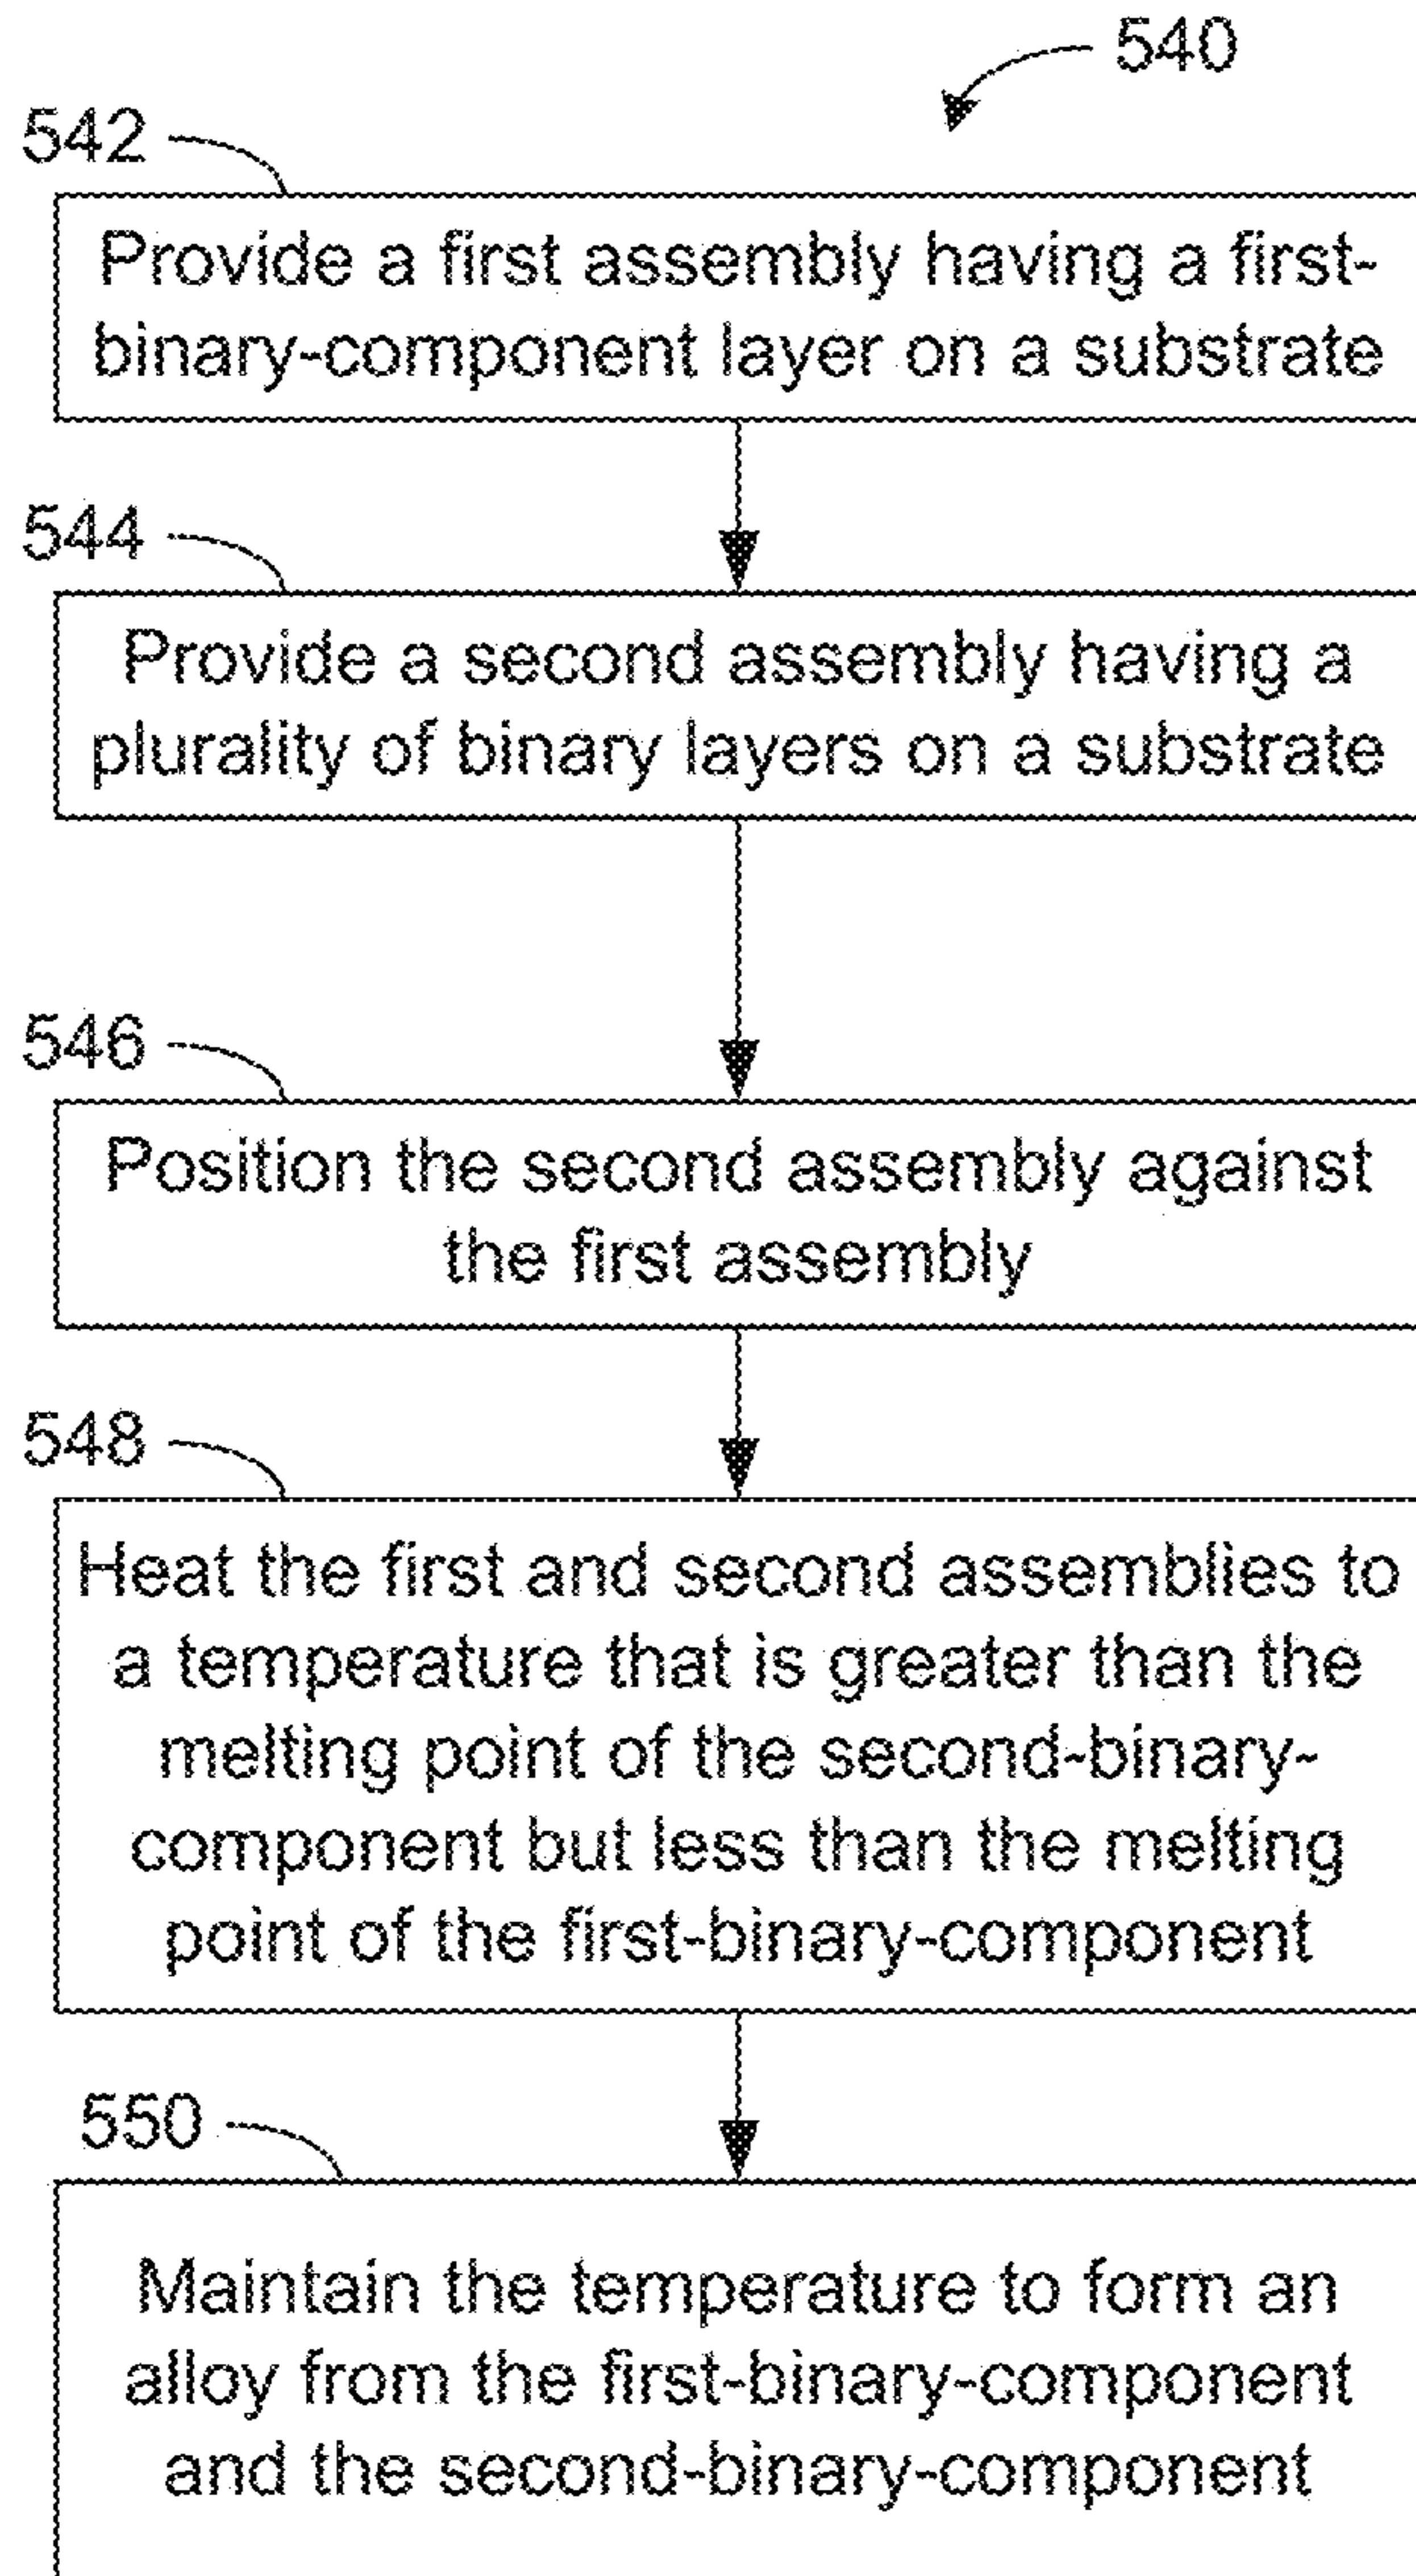 540
542
Provide a first assembly having a first-
binary-component layer on a substrate
544
Provide a second assembly having a
plurality of binary layers on a substrate
546
Position the second assembly against
the first assembly
548
Heat the first and second assemblies to
a temperature that is greater than the
melting point of the second-binary-
component but less than the melting
point of the first-binary-component
550
Maintain the temperature to form an
alloy from the first-binary-component
and the second-binary-component